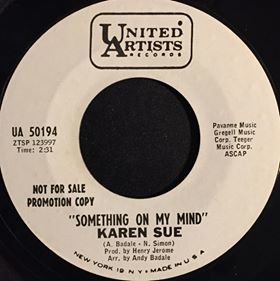 UNITED
ARTISTS
RECORDS
UA 50194
ZTSP 123997
Time: 2:31
Pavanne Music
Gregell Music
Corp. Teeger
Music Corp.
ASCAP
NOT FOR SALE
PROMOTION COPY
"SOMETHING ON MY MIND"
KAREN SUE
(A. Badale - N. Simon)
Prod. by Henry Jerome
Arr. by Andy Badale
NEW YORK 19 N.Y. • MADE IN U.S.A.